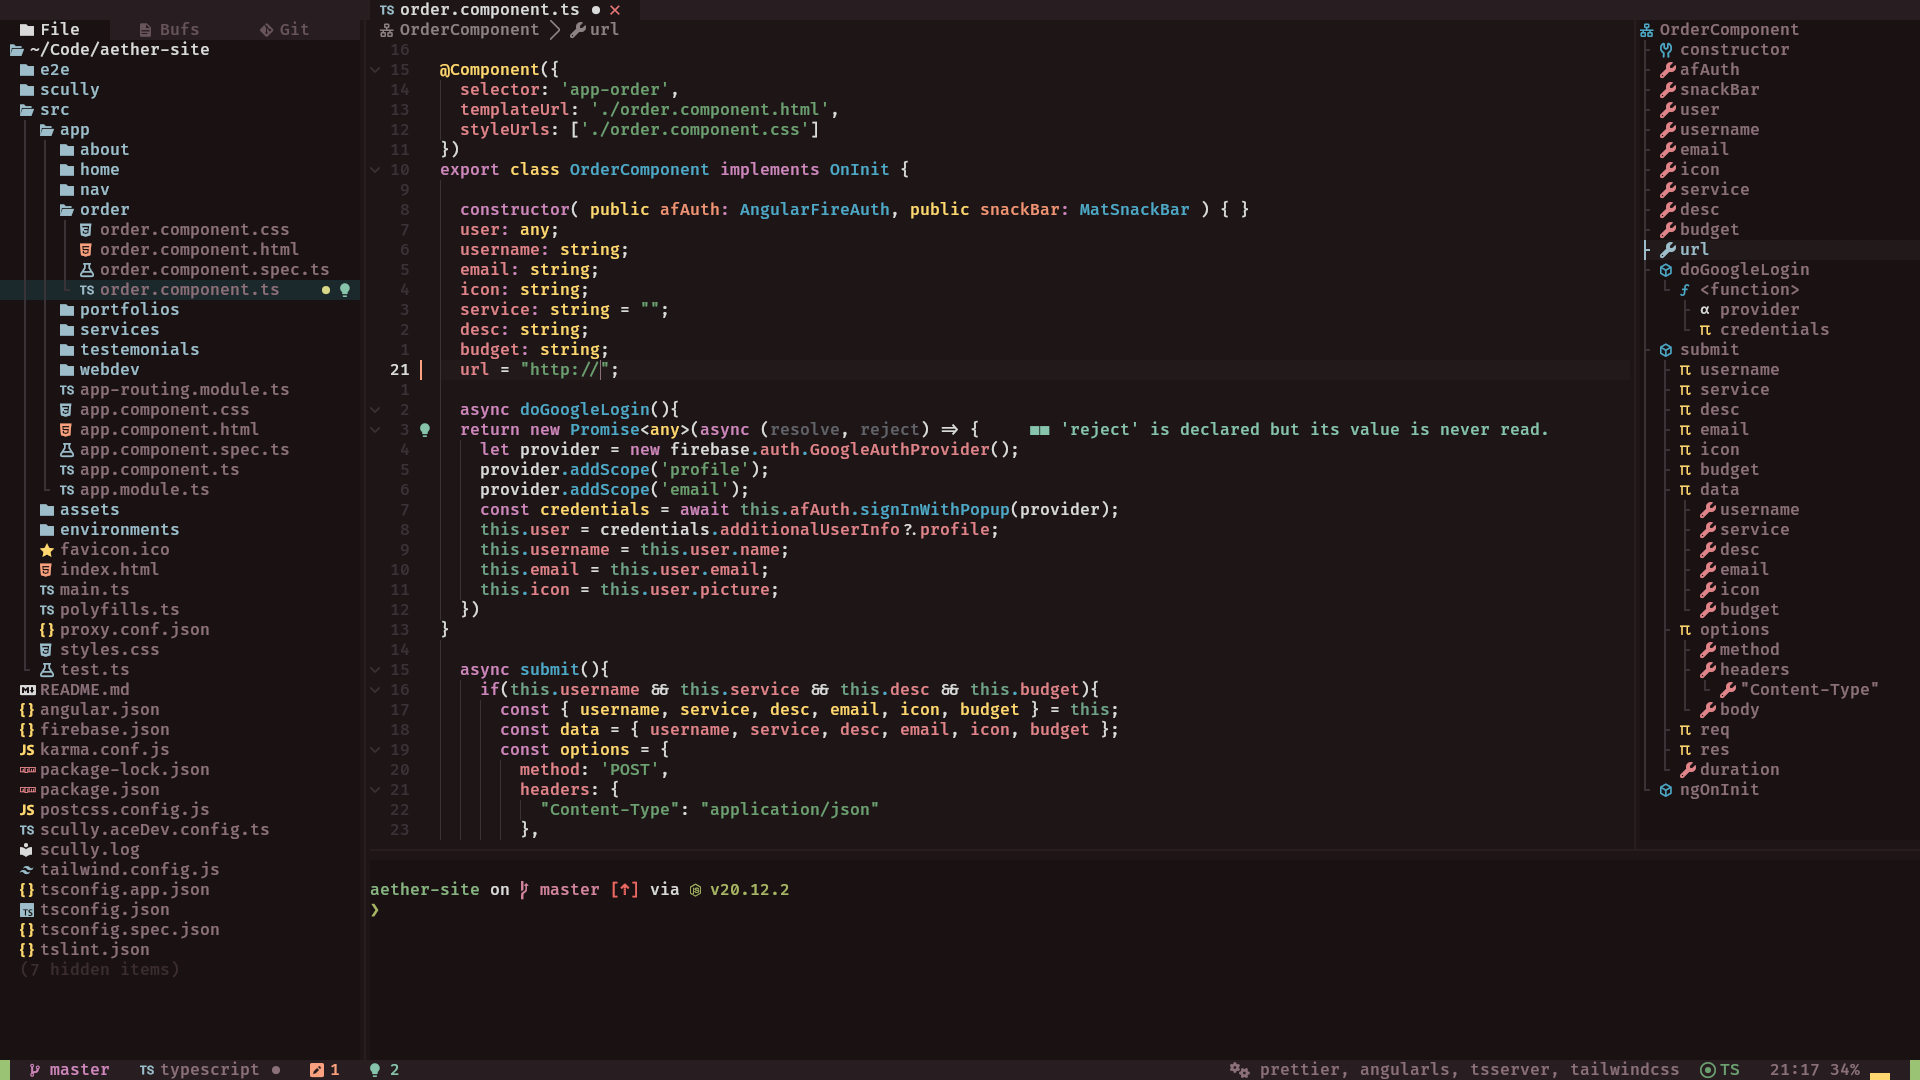 TS order.component.ts ● ✕
File Bufs Git
~/Code/aether-site
e2e
scully
src
app
about
home
nav
order
order.component.css
order.component.html
order.component.spec.ts
TS order.component.ts
portfolios
services
testemonials
webdev
TS app-routing.module.ts
app.component.css
app.component.html
app.component.spec.ts
TS app.component.ts
TS app.module.ts
assets
environments
favicon.ico
index.html
TS main.ts
TS polyfills.ts
{} proxy.conf.json
styles.css
test.ts
README.md
{} angular.json
{} firebase.json
JS karma.conf.js
package-lock.json
package.json
JS postcss.config.js
TS scully.aceDev.config.ts
scully.log
tailwind.config.js
{} tsconfig.app.json
TS tsconfig.json
{} tsconfig.spec.json
{} tslint.json
(7 hidden items)
OrderComponent > url
16
15 @Component({
14 selector: 'app-order',
13 templateUrl: './order.component.html',
12 styleUrls: ['./order.component.css']
11 })
10 export class OrderComponent implements OnInit {
9
8 constructor( public afAuth: AngularFireAuth, public snackBar: MatSnackBar ) { }
7 user: any;
6 username: string;
5 email: string;
4 icon: string;
3 service: string = "";
2 desc: string;
1 budget: string;
21 url = "http://";
1
2 async doGoogleLogin(){
3 return new Promise<any>(async (resolve, reject) => { ■■ 'reject' is declared but its value is never read.
4 let provider = new firebase.auth.GoogleAuthProvider();
5 provider.addScope('profile');
6 provider.addScope('email');
7 const credentials = await this.afAuth.signInWithPopup(provider);
8 this.user = credentials.additionalUserInfo?.profile;
9 this.username = this.user.name;
10 this.email = this.user.email;
11 this.icon = this.user.picture;
12 })
13 }
14
15 async submit(){
16 if(this.username && this.service && this.desc && this.budget){
17 const { username, service, desc, email, icon, budget } = this;
18 const data = { username, service, desc, email, icon, budget };
19 const options = {
20 method: 'POST',
21 headers: {
22 "Content-Type": "application/json"
23 },
OrderComponent
constructor
afAuth
snackBar
user
username
email
icon
service
desc
budget
url
doGoogleLogin
ƒ <function>
α provider
π credentials
submit
π username
π service
π desc
π email
π icon
π budget
π data
username
service
desc
email
icon
budget
π options
method
headers
"Content-Type"
body
π req
π res
duration
ngOnInit
aether-site on master [↑] via v20.12.2
❯
master TS typescript ● 1 2 prettier, angularls, tsserver, tailwindcss TS 21:17 34%